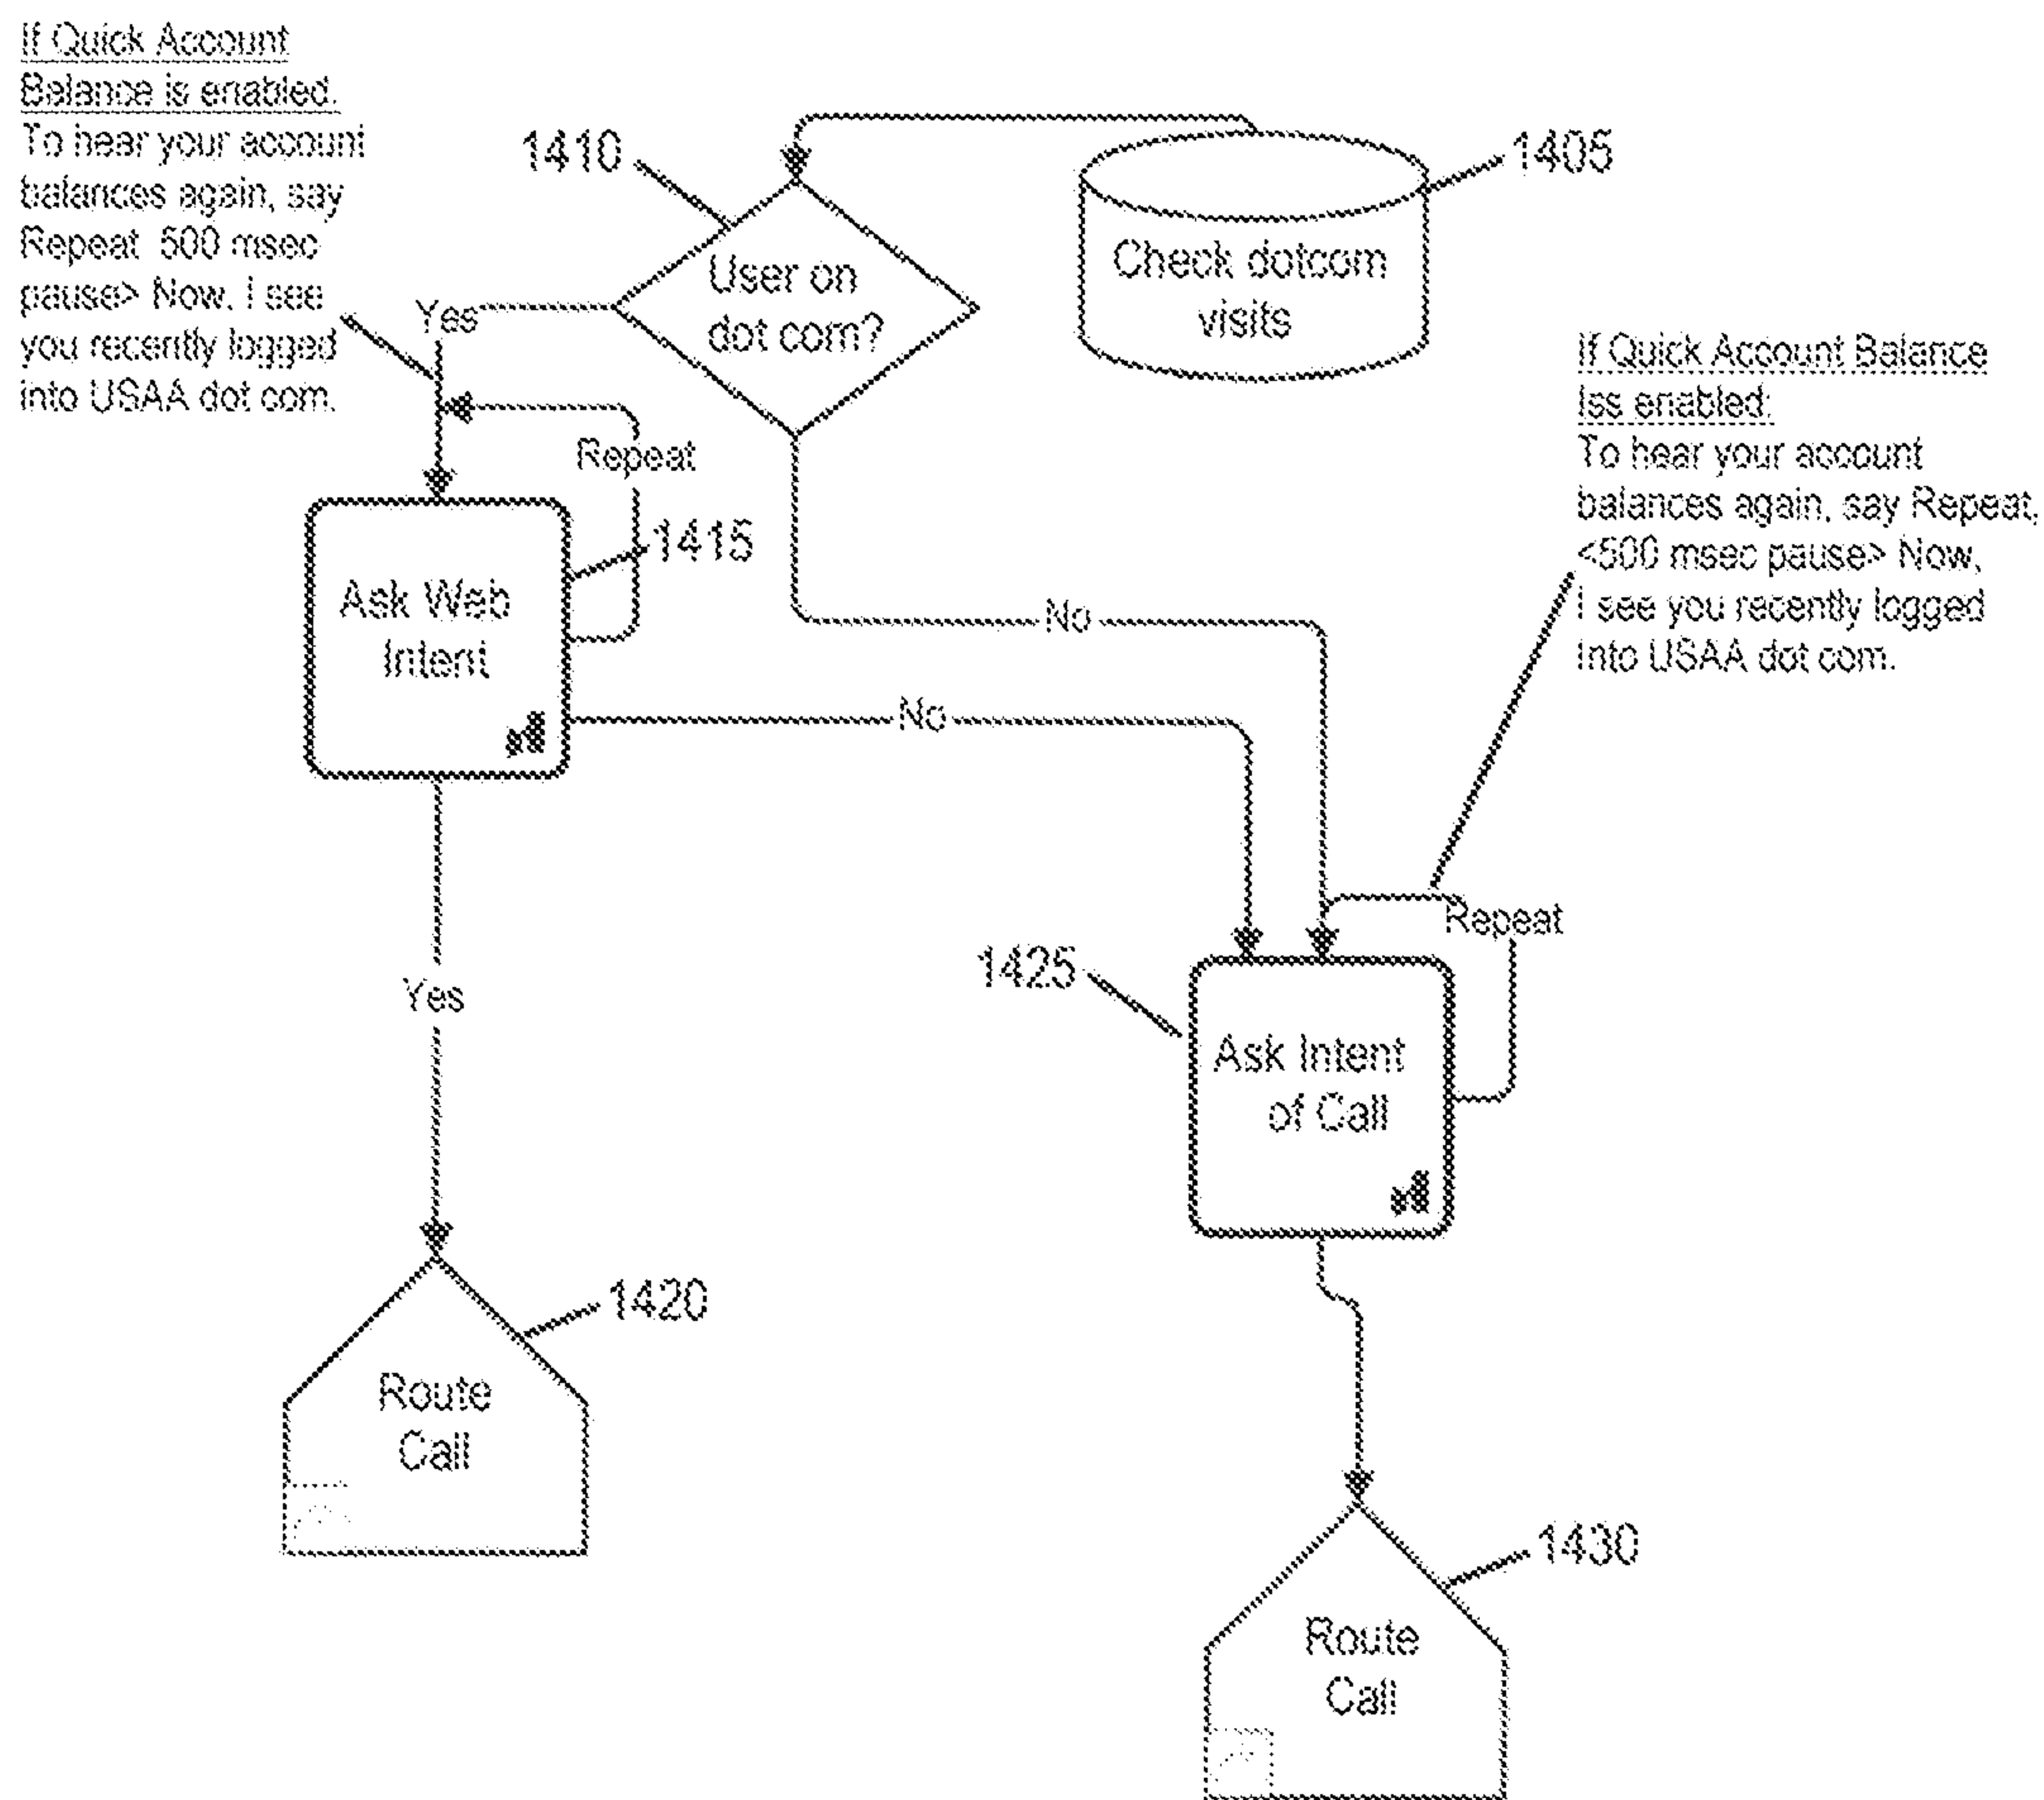 If Quick Account
Balance is enabled.
To hear your account
balances again, say
Repeat 500 msec
pause> Now, I see
you recently logged
into USAA dot com.
1410
1405
User on
dot com?
Check dotcom
visits
Yes
Repeat
1415
Ask Web
Intent
If Quick Account Balance
Iss enabled:
To hear your account
balances again, say Repeat,
<500 msec pause> Now,
I see you recently logged
Into USAA dot com.
No
No
Yes
Repeat
1425
Ask Intent
of Call
1420
Route
Call
1430
Route
Call